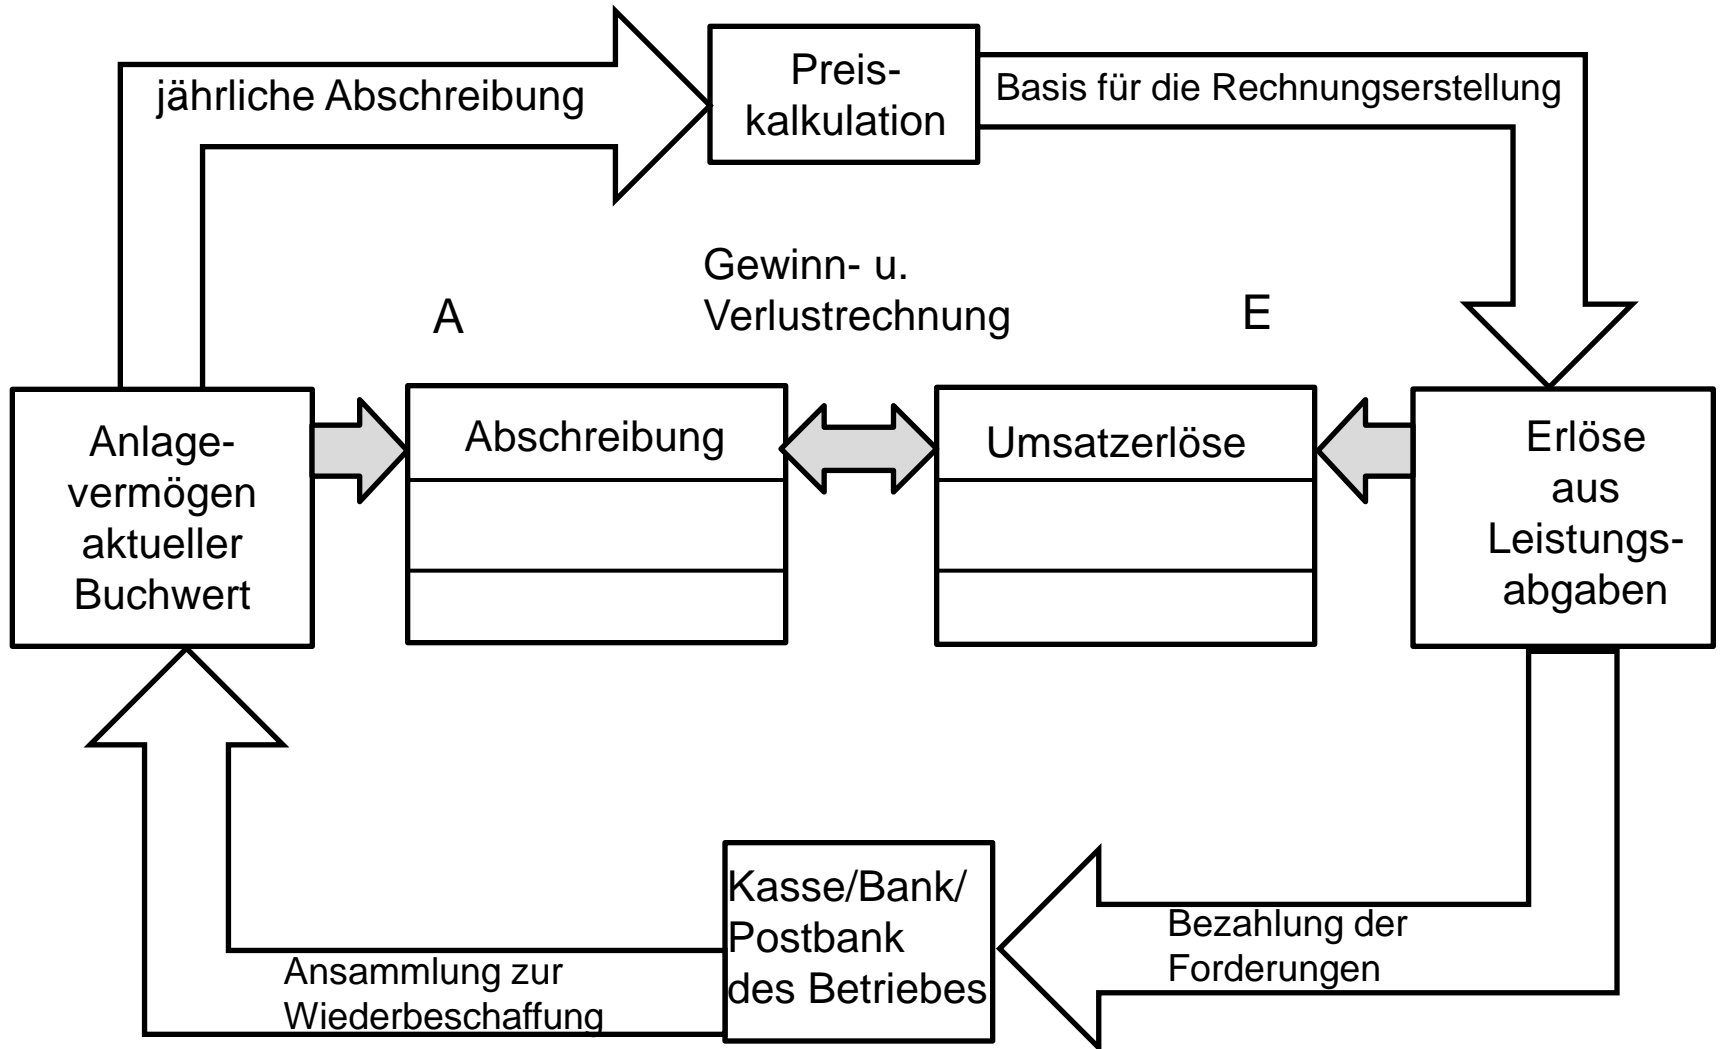 Preis-
kalkulation
jährliche Abschreibung
Basis für die Rechnungserstellung
Gewinn- u.
Verlustrechnung
A
E
Anlage-
vermögen
aktueller
Buchwert
Abschreibung
Umsatzerlöse
Erlöse
aus
Leistungs-
abgaben
Kasse/Bank/
Postbank
des Betriebes
Bezahlung der
Forderungen
Ansammlung zur
Wiederbeschaffung